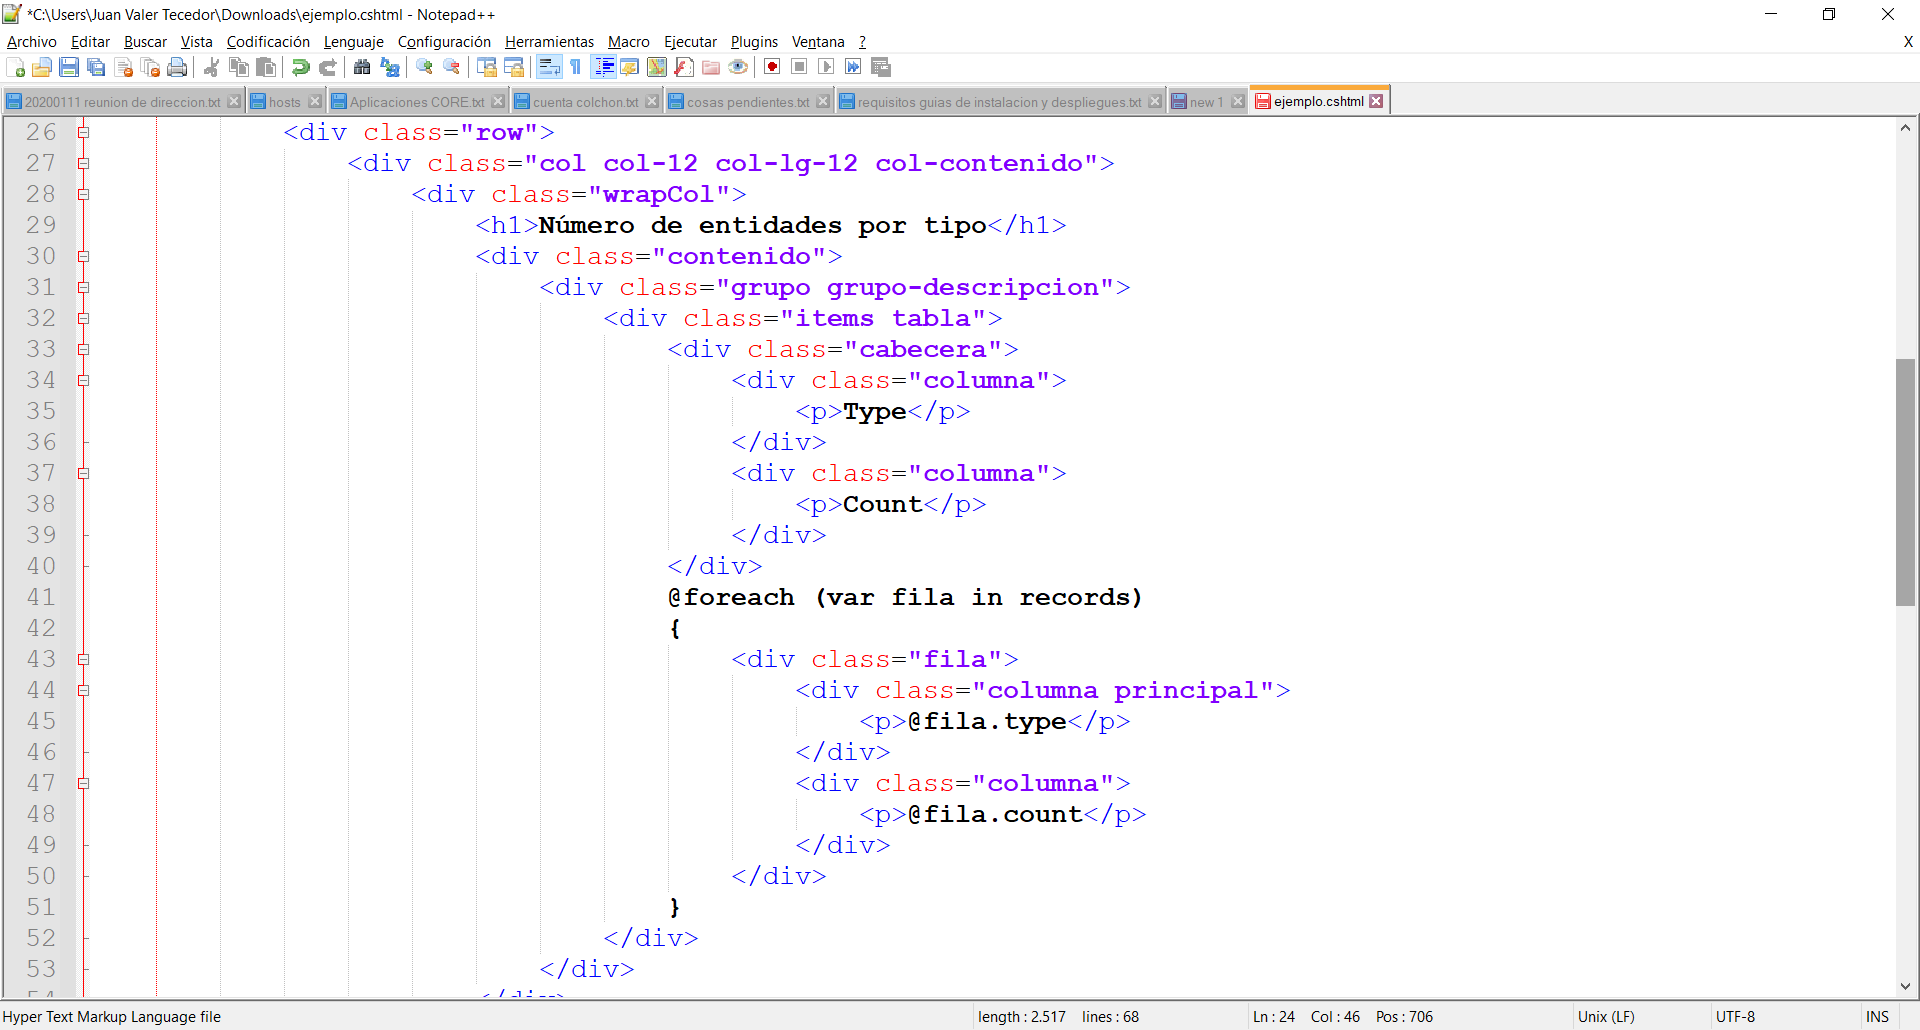 *C:\Users\Juan Valer Tecedor\Downloads\ejemplo.cshtml - Notepad++
Archivo Editar Buscar Vista Codificación Lenguaje Configuración Herramientas Macro Ejecutar Plugins Ventana ? X
20200111 reunion de direccion.txt hosts Aplicaciones CORE.txt cuenta colchon.txt cosas pendientes.txt requisitos guias de instalacion y despliegues.txt new 1 ejemplo.cshtml
26 <div class="row">
27 <div class="col col-12 col-lg-12 col-contenido">
28 <div class="wrapCol">
29 <h1>Número de entidades por tipo</h1>
30 <div class="contenido">
31 <div class="grupo grupo-descripcion">
32 <div class="items tabla">
33 <div class="cabecera">
34 <div class="columna">
35 <p>Type</p>
36 </div>
37 <div class="columna">
38 <p>Count</p>
39 </div>
40 </div>
41 @foreach (var fila in records)
42 {
43 <div class="fila">
44 <div class="columna principal">
45 <p>@fila.type</p>
46 </div>
47 <div class="columna">
48 <p>@fila.count</p>
49 </div>
50 </div>
51 }
52 </div>
53 </div>
54 </div>
Hyper Text Markup Language file length : 2.517 lines : 68 Ln : 24 Col : 46 Pos : 706 Unix (LF) UTF-8 INS